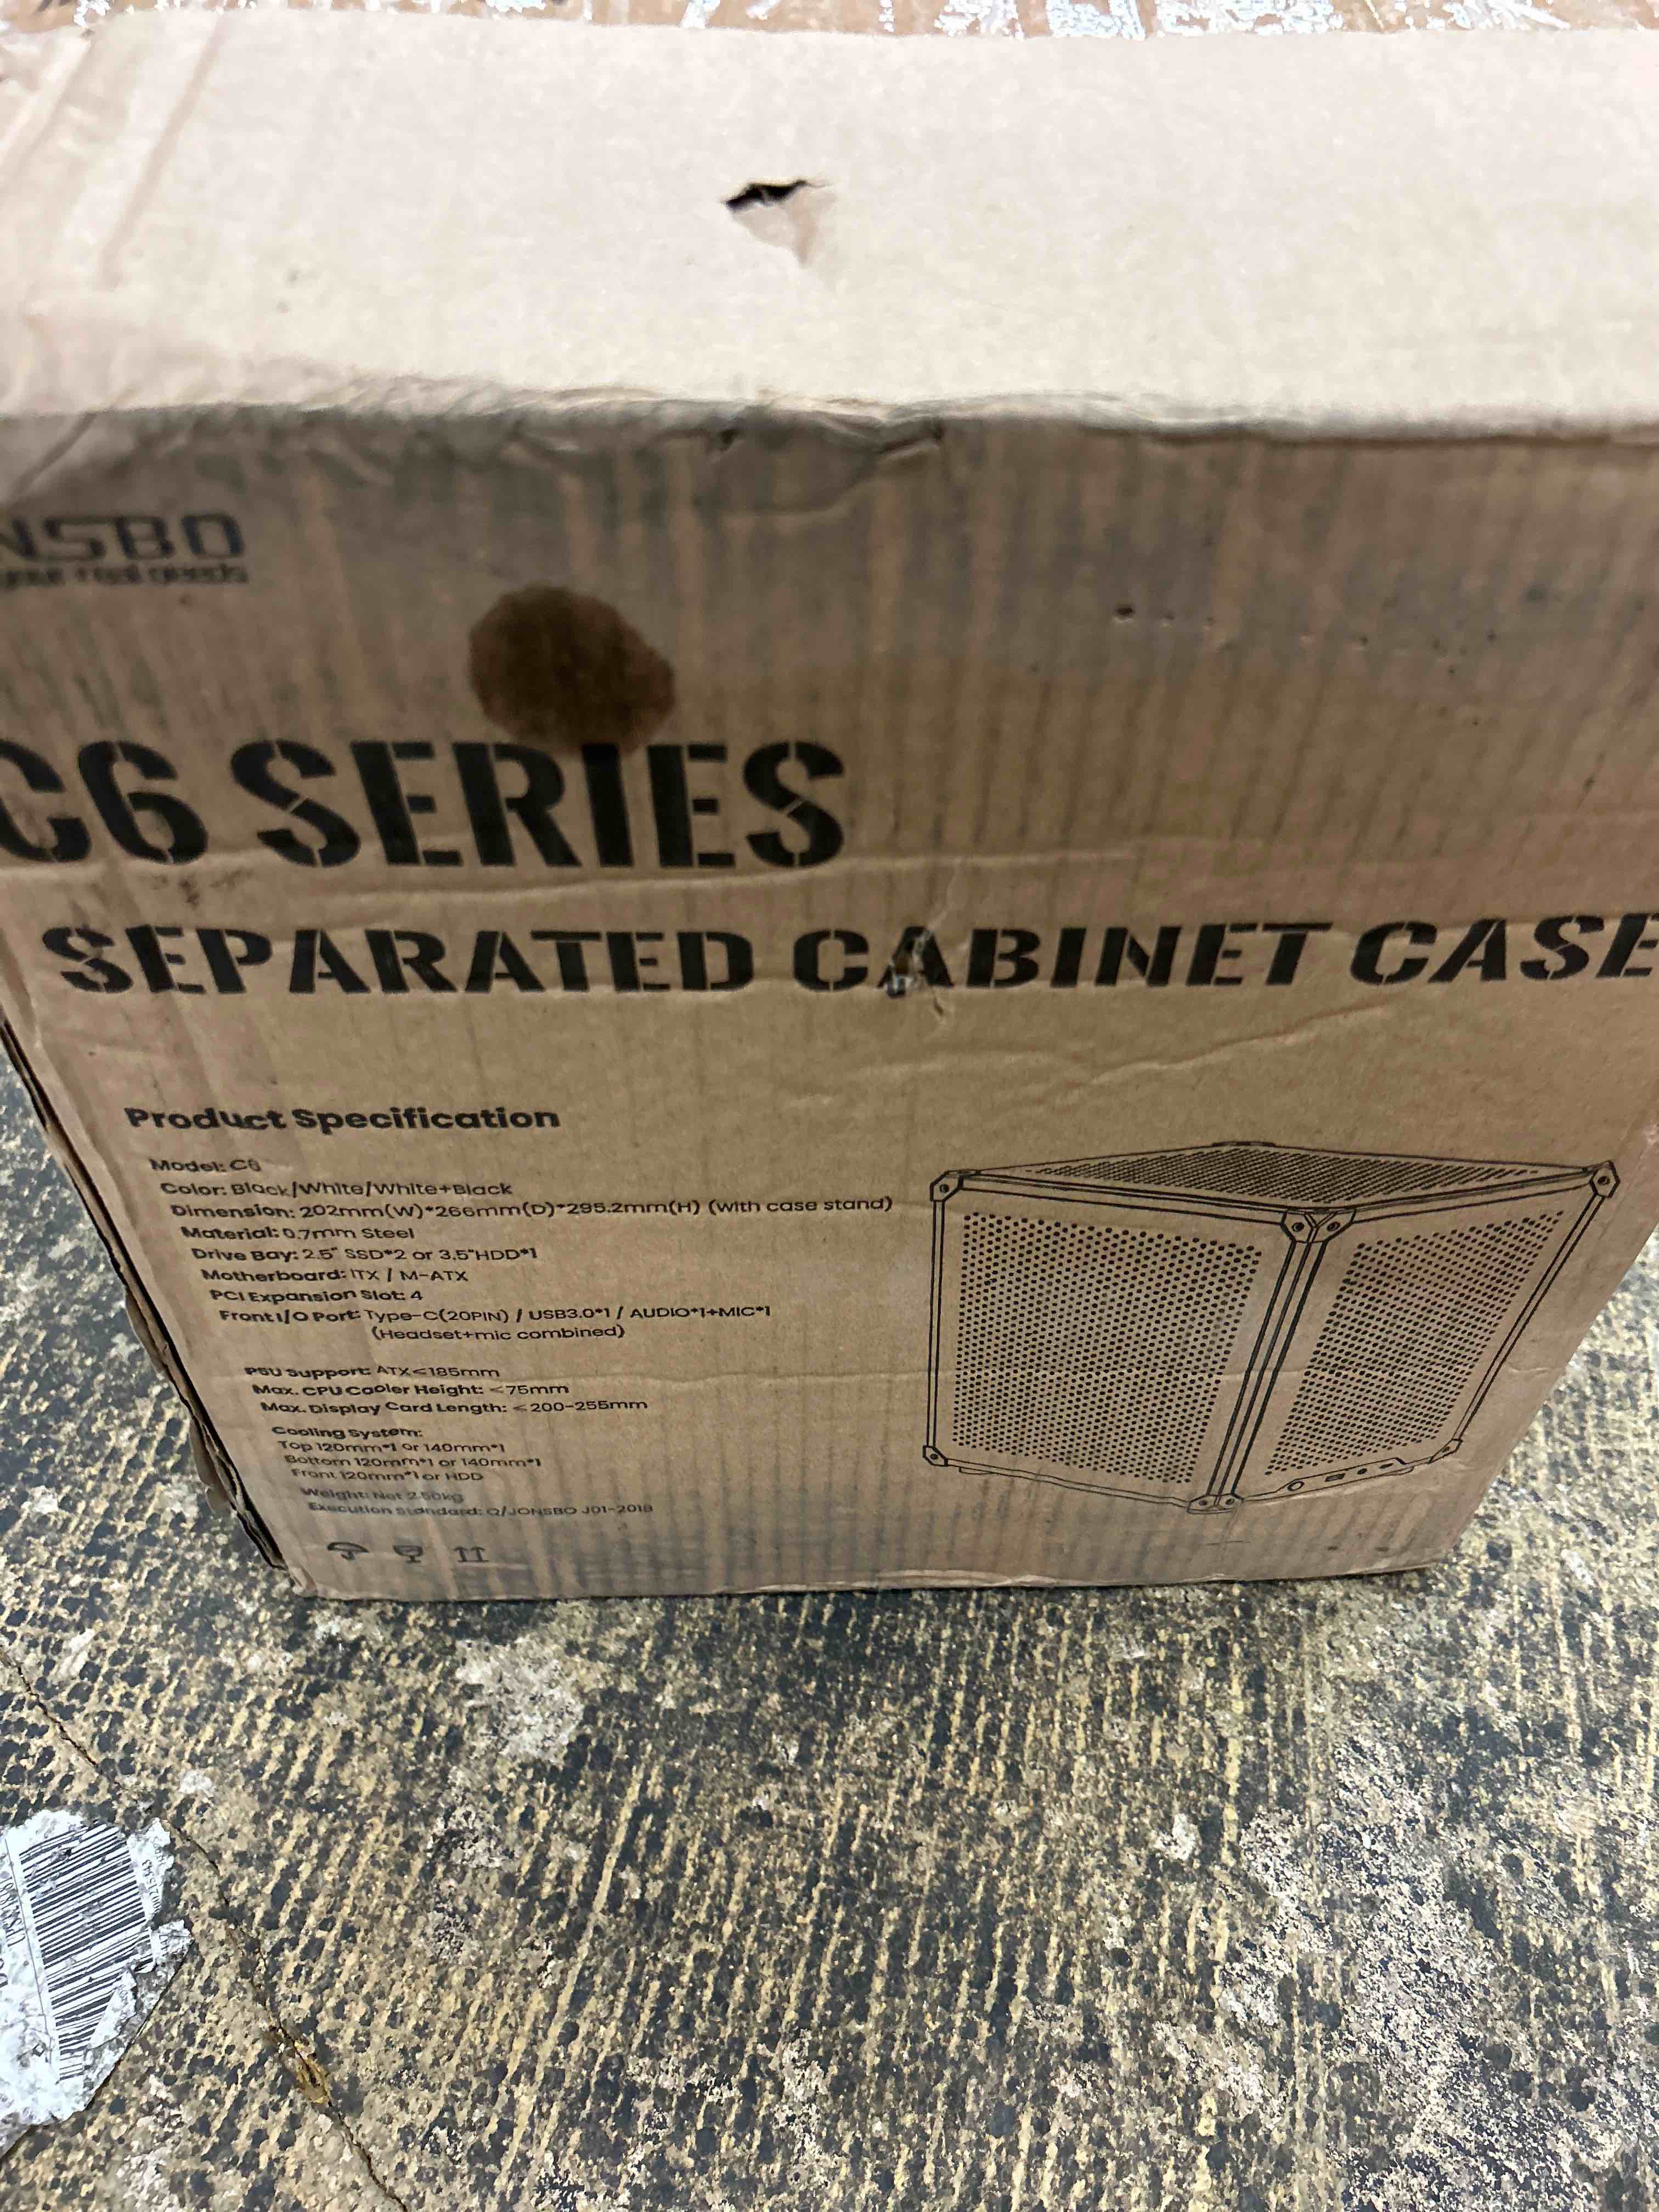 NSBO
your real needs
C6 SERIES
SEPARATED CABINET CASE
Product Specification
Model: C6
Color: Black/White/White+Black
Dimension: 202mm(W)*266mm(D)*295.2mm(H) (with case stand)
Material: 0.7mm Steel
Drive Bay: 2.5" SSD*2 or 3.5"HDD*1
Motherboard: ITX / M-ATX
PCI Expansion Slot: 4
Front I/O Port: Type-C(20PIN) / USB3.0*1 / AUDIO*1+MIC*1
(Headset+mic combined)
PSU Support: ATX≤185mm
Max. CPU Cooler Height: ≤75mm
Max. Display Card Length: ≤200-255mm
Cooling System:
Top 120mm*1 or 140mm*1
Bottom 120mm*1 or 140mm*1
Front 120mm*1 or HDD
Weight: Net 2.50kg
Execution Standard: Q/JONSBO J01-2018